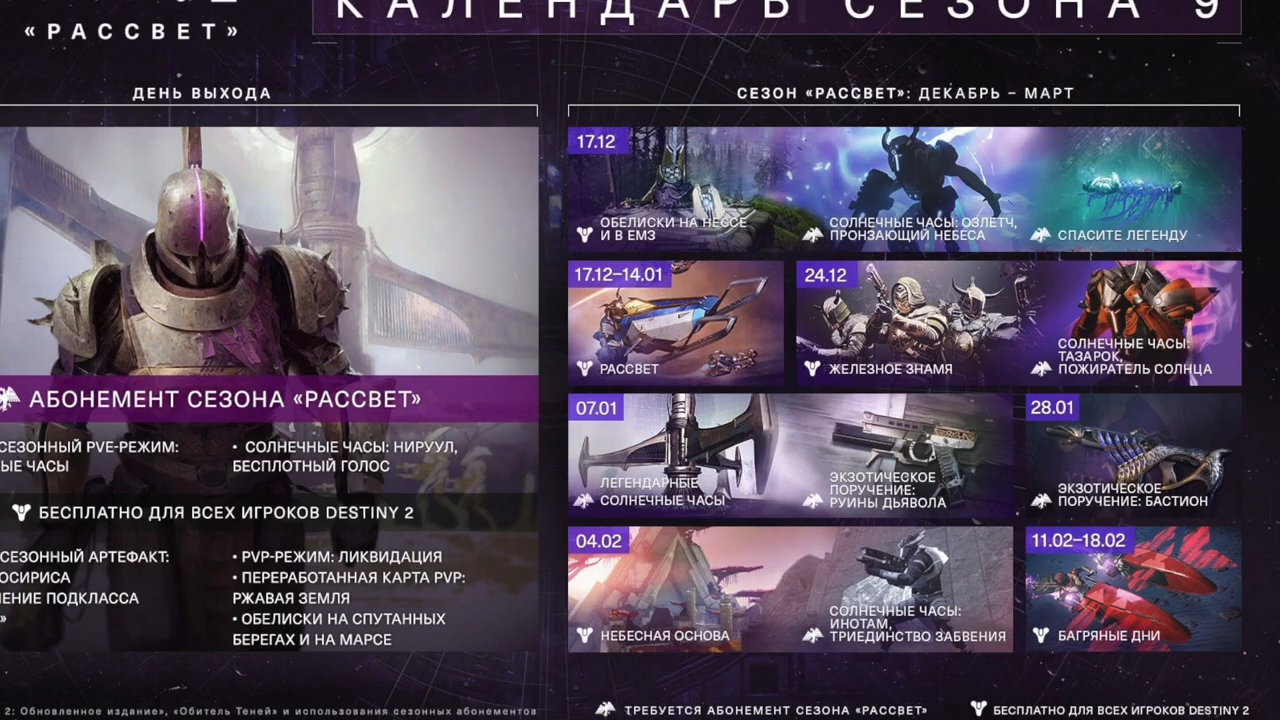 «РАССВЕТ»
КАЛЕНДАРЬ СЕЗОНА 9
ДЕНЬ ВЫХОДА
АБОНЕМЕНТ СЕЗОНА «РАССВЕТ»
СЕЗОННЫЙ PVE-РЕЖИМ:
ЫЕ ЧАСЫ
• СОЛНЕЧНЫЕ ЧАСЫ: НИРУУЛ,
БЕСПЛОТНЫЙ ГОЛОС
БЕСПЛАТНО ДЛЯ ВСЕХ ИГРОКОВ DESTINY 2
СЕЗОННЫЙ АРТЕФАКТ:
ОСИРИСА
ЕНИЕ ПОДКЛАССА
»
• PVP-РЕЖИМ: ЛИКВИДАЦИЯ
• ПЕРЕРАБОТАННАЯ КАРТА PVP:
РЖАВАЯ ЗЕМЛЯ
• ОБЕЛИСКИ НА СПУТАННЫХ
БЕРЕГАХ И НА МАРСЕ
2: Обновленное издание», «Обитель Теней» и использования сезонных абонементов
СЕЗОН «РАССВЕТ»: ДЕКАБРЬ – МАРТ
17.12
ОБЕЛИСКИ НА НЕССЕ
И В ЕМЗ
СОЛНЕЧНЫЕ ЧАСЫ: ОЗЛЕТЧ,
ПРОНЗАЮЩИЙ НЕБЕСА
СПАСИТЕ ЛЕГЕНДУ
17.12–14.01
РАССВЕТ
24.12
ЖЕЛЕЗНОЕ ЗНАМЯ
СОЛНЕЧНЫЕ ЧАСЫ:
ТАЗАРОК,
ПОЖИРАТЕЛЬ СОЛНЦА
07.01
ЛЕГЕНДАРНЫЕ
СОЛНЕЧНЫЕ ЧАСЫ
ЭКЗОТИЧЕСКОЕ
ПОРУЧЕНИЕ:
РУИНЫ ДЬЯВОЛА
28.01
ЭКЗОТИЧЕСКОЕ
ПОРУЧЕНИЕ: БАСТИОН
04.02
НЕБЕСНАЯ ОСНОВА
СОЛНЕЧНЫЕ ЧАСЫ:
ИНОТАМ,
ТРИЕДИНСТВО ЗАБВЕНИЯ
11.02–18.02
БАГРЯНЫЕ ДНИ
ТРЕБУЕТСЯ АБОНЕМЕНТ СЕЗОНА «РАССВЕТ»
БЕСПЛАТНО ДЛЯ ВСЕХ ИГРОКОВ DESTINY 2